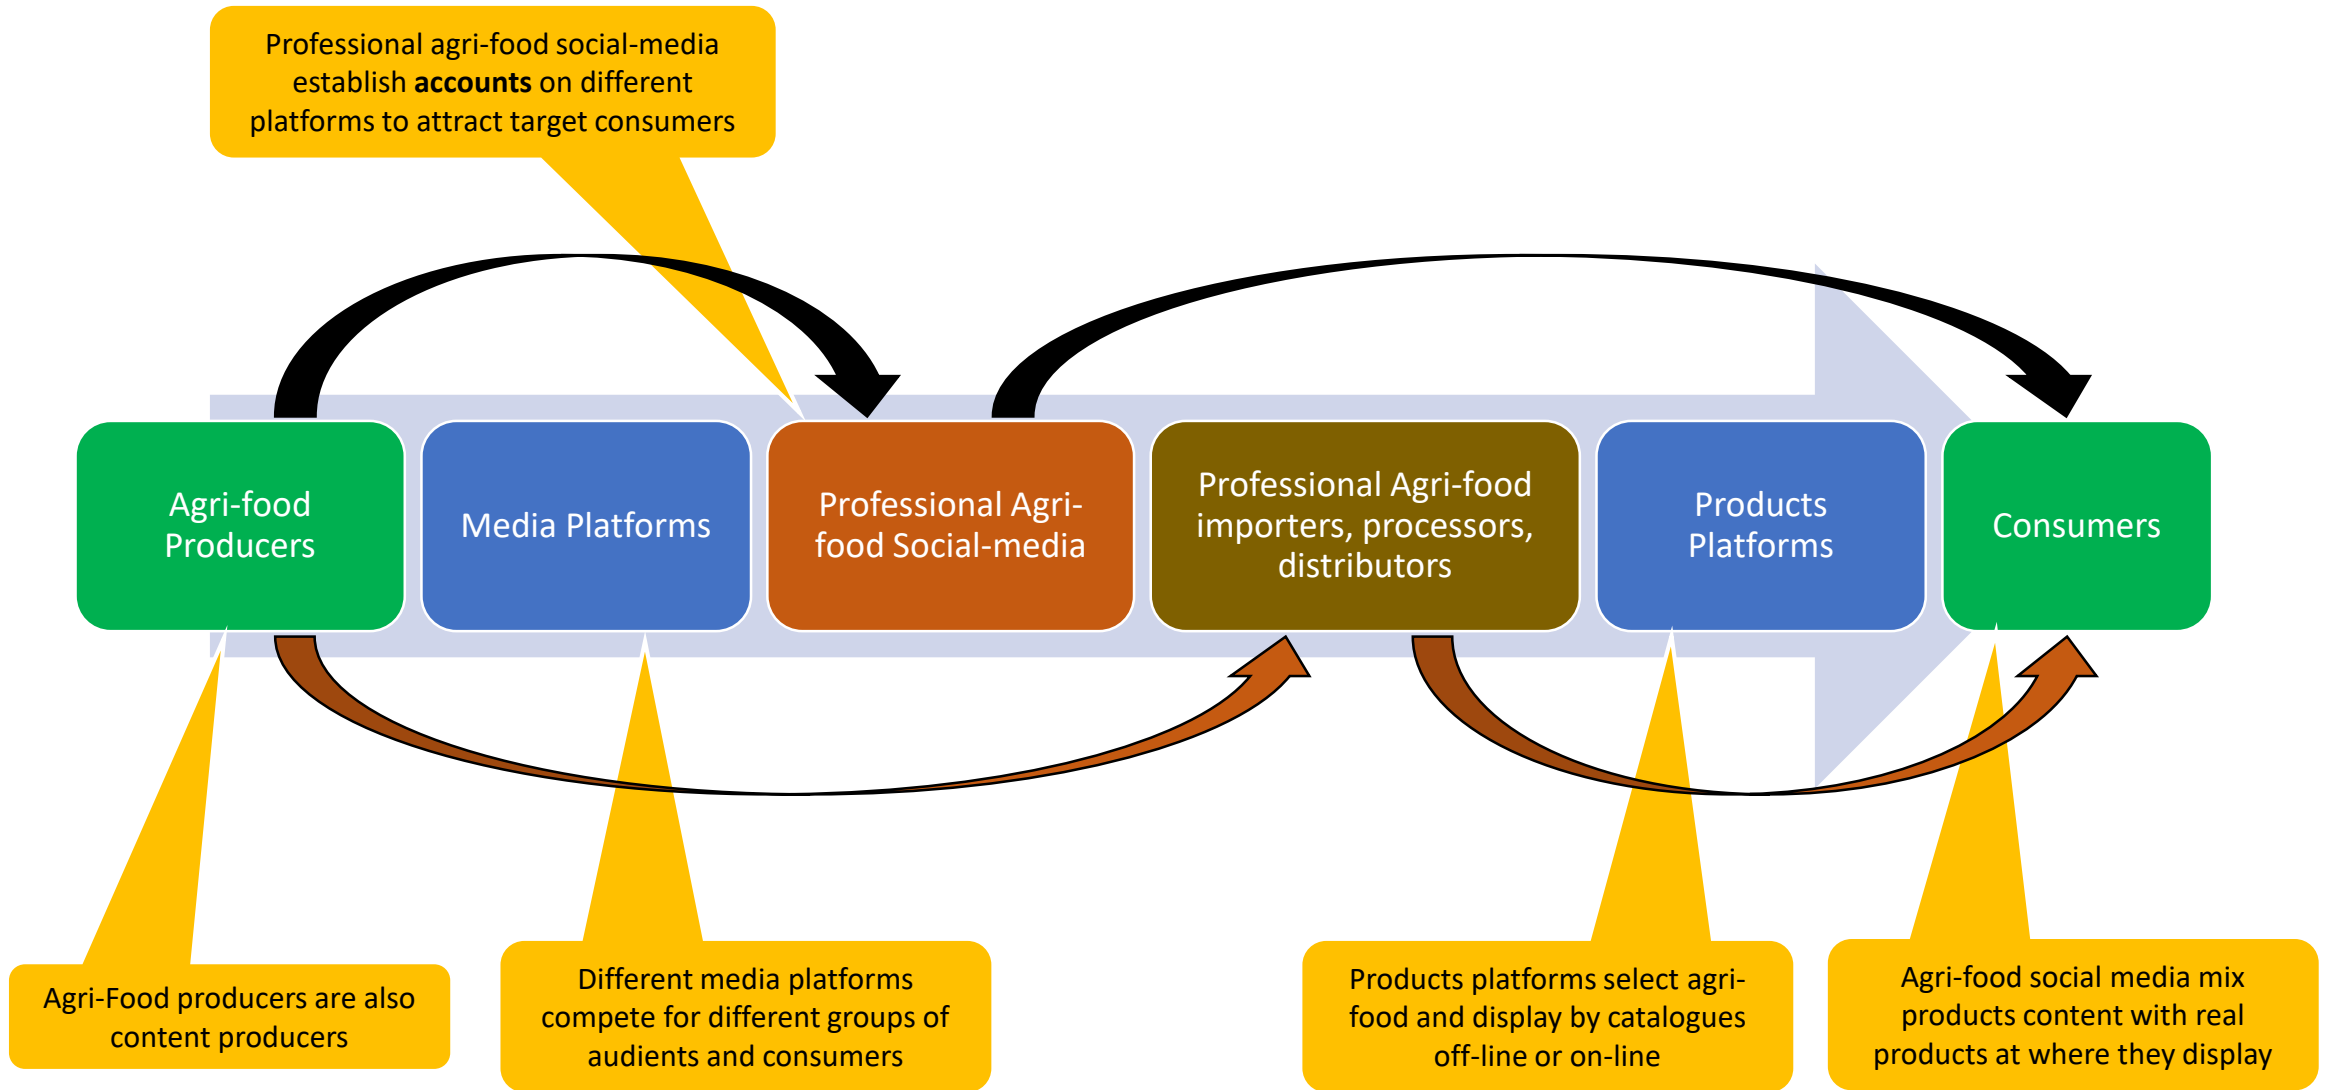 Professional agri-food social-media
establish accounts on different
platforms to attract target consumers
Agri-food
Producers
Media Platforms
Professional Agri-
food Social-media
Professional Agri-food
importers, processors,
distributors
Products
Platforms
Consumers
Agri-Food producers are also
content producers
Different media platforms
compete for different groups of
audients and consumers
Products platforms select agri-
food and display by catalogues
off-line or on-line
Agri-food social media mix
products content with real
products at where they display